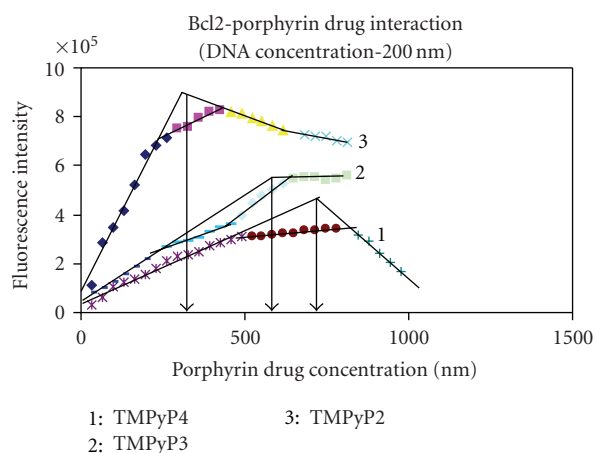 Bcl2-porphyrin drug interaction
(DNA concentration-200 nm)
×10⁵
10
8
6
4
2
0
Fluorescence intensity
3
2
1
0 500 1000 1500
Porphyrin drug concentration (nm)
1: TMPyP4 3: TMPyP2
2: TMPyP3